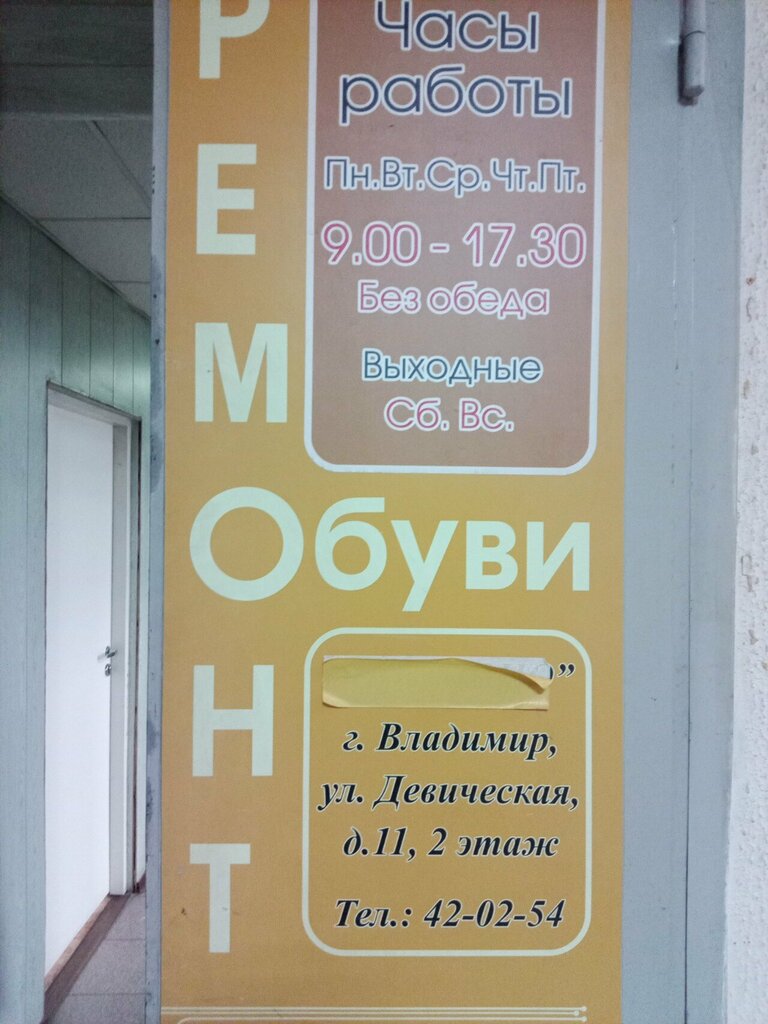 Часы
работы
Пн.Вт.Ср.Чт.Пт.
9.00 - 17.30
Без обеда
Выходные
Сб. Вс.
РЕМОНТ
Обуви
г. Владимир,
ул. Девическая,
д.11, 2 этаж
Тел.: 42-02-54